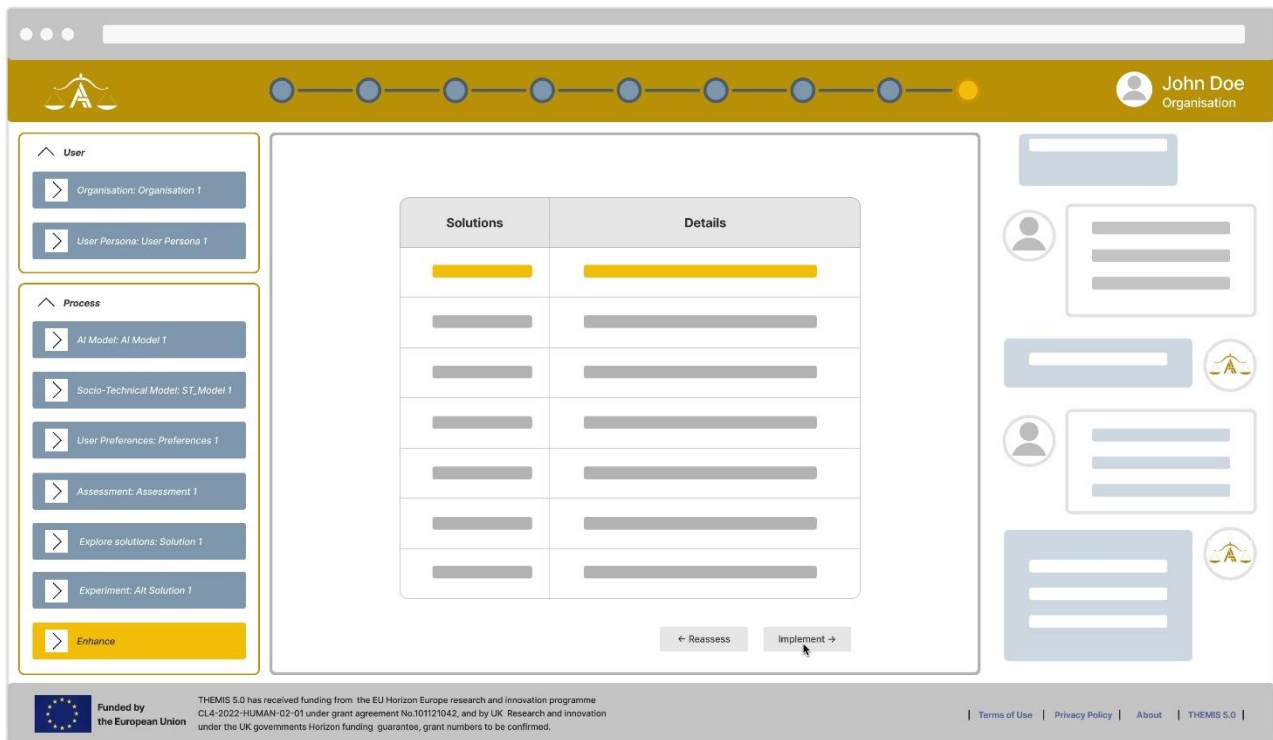 John Doe
Organisation
User
Organisation: Organisation 1
User Persona: User Persona 1
Process
AI Model: AI Model 1
Socio-Technical Model: ST_Model 1
User Preferences: Preferences 1
Assessment: Assessment 1
Explore solutions: Solution 1
Experiment: Alt Solution 1
Enhance
Solutions Details
← Reassess Implement →
Funded by
the European Union
THEMIS 5.0 has received funding from the EU Horizon Europe research and innovation programme
CL4-2022-HUMAN-02-01 under grant agreement No.101121042, and by UK Research and innovation
under the UK governments Horizon funding guarantee, grant numbers to be confirmed.
| Terms of Use | Privacy Policy | About | THEMIS 5.0 |